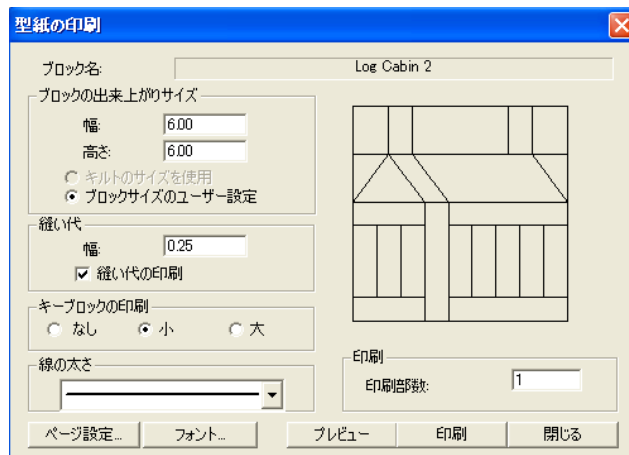 型紙の印刷
ブロック名: Log Cabin 2
ブロックの出来上がりサイズ
幅: 6.00
高さ: 6.00
キルトのサイズを使用
ブロックサイズのユーザー設定
縫い代
幅: 0.25
縫い代の印刷
キーブロックの印刷
なし 小 大
線の太さ
印刷
印刷部数: 1
ページ設定... フォント... プレビュー 印刷 閉じる